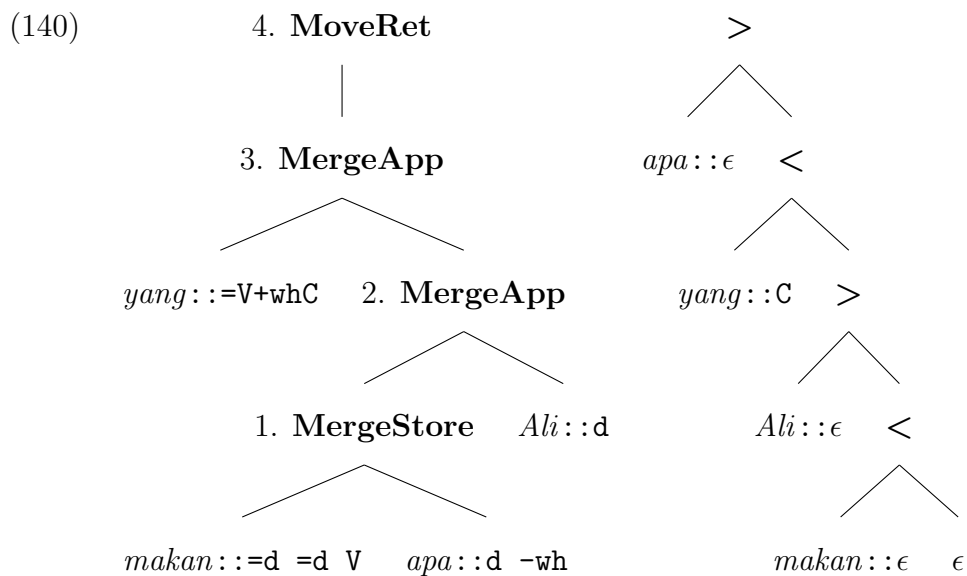 (140) 4. MoveRet >
3. MergeApp apa::ϵ <
yang::=V+whC 2. MergeApp yang::C >
1. MergeStore Ali::d Ali::ϵ <
makan::=d =d V apa::d -wh makan::ϵ ϵ